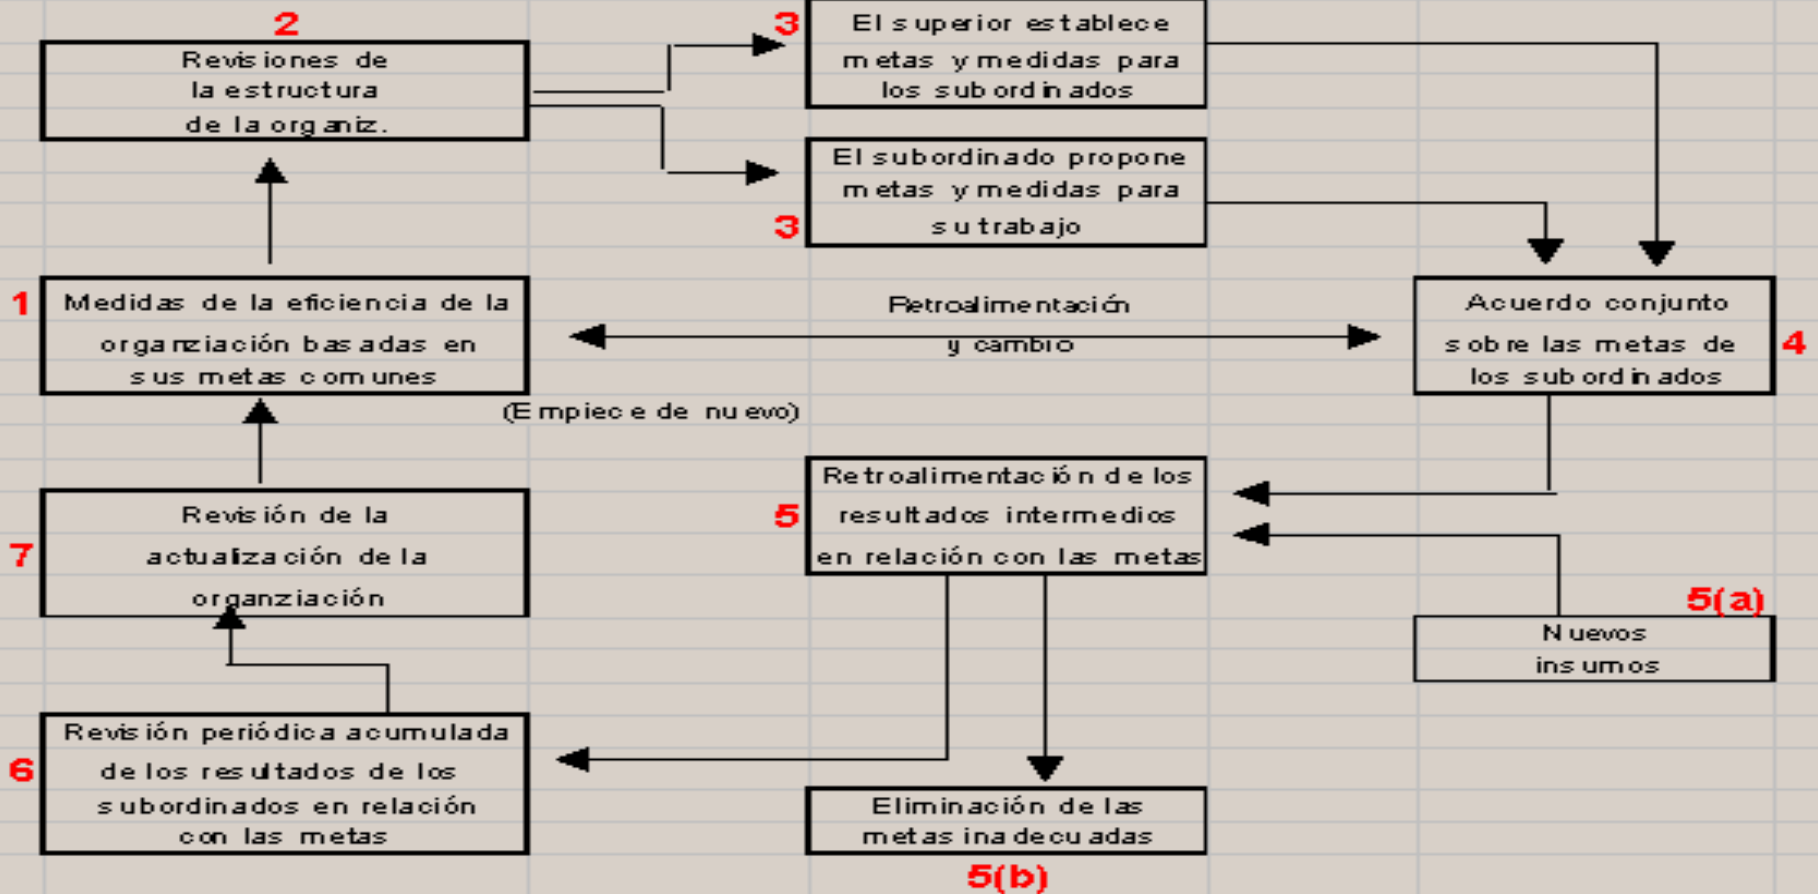 2
Revisiones de
la estructura
de la organiz.
3
El superior establece
metas y medidas para
los subordinados
El subordinado propone
metas y medidas para
su trabajo
3
1
Medidas de la eficiencia de la
organziación basadas en
sus metas comunes
Retroalimentación
y cambio
Acuerdo conjunto
sobre las metas de
los subordinados
4
(Empiece de nuevo)
7
Revisión de la
actualización de la
organziación
5
Retroalimentación de los
resultados intermedios
en relación con las metas
5(a)
Nuevos
insumos
6
Revisión periódica acumulada
de los resultados de los
subordinados en relación
con las metas
Eliminación de las
metas inadecuadas
5(b)